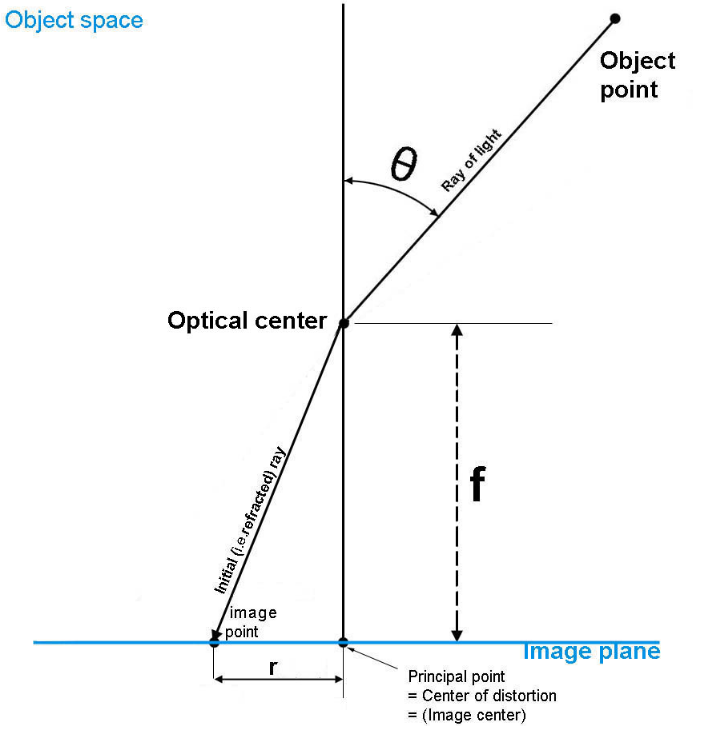 Object space
Object
point
Ray of light
θ
Optical center
f
Initial (i.e.refracted) ray
image
point
Image plane
r
Principal point
= Center of distortion
= (Image center)